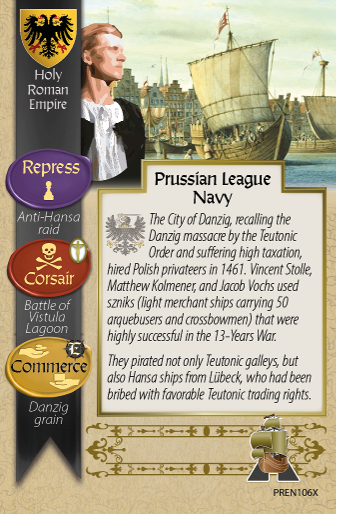 Holy
Roman
Empire
Repress
Anti-Hansa
raid
Corsair
Battle of
Vistula
Lagoon
E
Commerce
Danzig
grain
Prussian League
Navy
The City of Danzig, recalling the
Danzig massacre by the Teutonic
Order and suffering high taxation,
hired Polish privateers in 1461. Vincent Stolle,
Matthew Kolmener, and Jacob Vochs used
szniks (light merchant ships carrying 50
arquebusers and crossbowmen) that were
highly successful in the 13-Years War.
They pirated not only Teutonic galleys, but
also Hansa ships from Lübeck, who had been
bribed with favorable Teutonic trading rights.
PREN106X